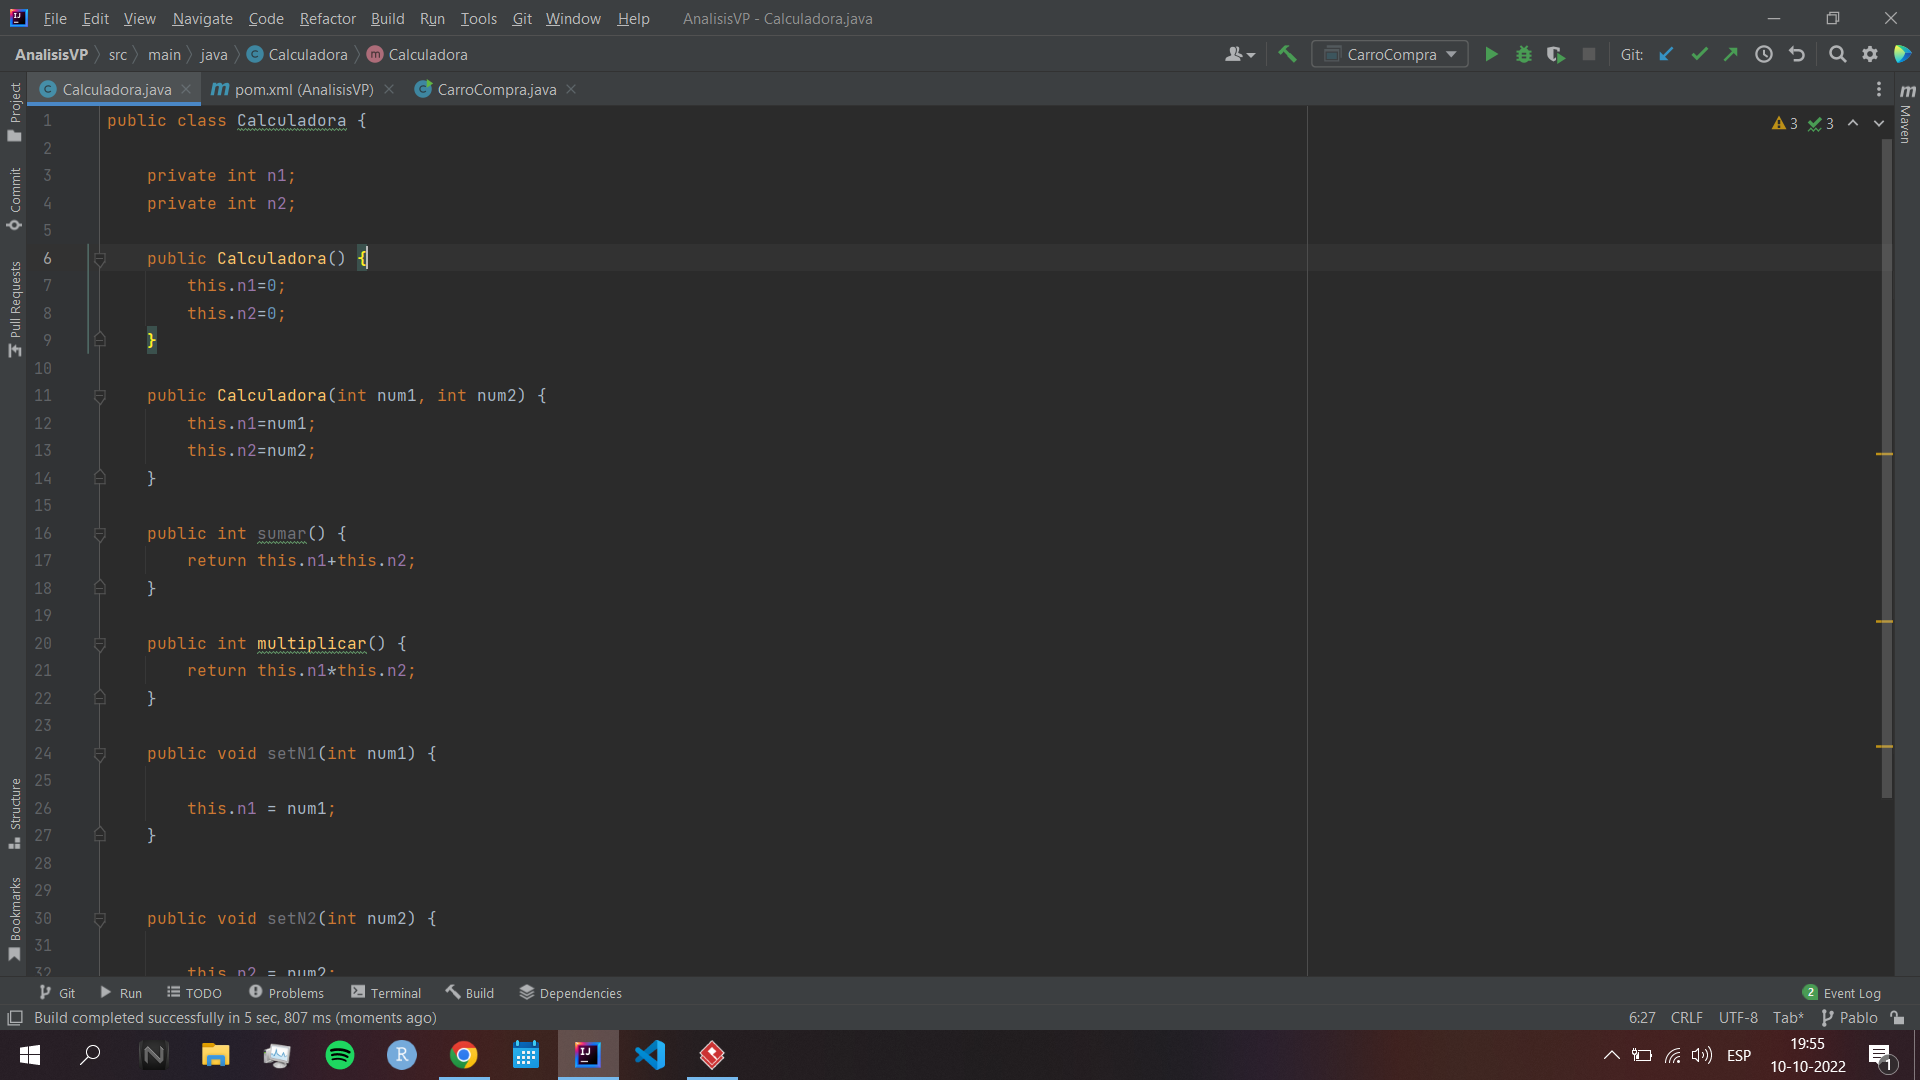 File Edit View Navigate Code Refactor Build Run Tools Git Window Help AnalisisVP - Calculadora.java
AnalisisVP src main java Calculadora Calculadora CarroCompra Git:
Calculadora.java pom.xml (AnalisisVP) CarroCompra.java
Project
Commit
Pull Requests
Structure
Bookmarks
Maven
3 3
1 public class Calculadora {
2
3 private int n1;
4 private int n2;
5
6 public Calculadora() {
7 this.n1=0;
8 this.n2=0;
9 }
10
11 public Calculadora(int num1, int num2) {
12 this.n1=num1;
13 this.n2=num2;
14 }
15
16 public int sumar() {
17 return this.n1+this.n2;
18 }
19
20 public int multiplicar() {
21 return this.n1*this.n2;
22 }
23
24 public void setN1(int num1) {
25
26 this.n1 = num1;
27 }
28
29
30 public void setN2(int num2) {
31
32 this.n2 = num2;
Git Run TODO Problems Terminal Build Dependencies 2 Event Log
Build completed successfully in 5 sec, 807 ms (moments ago) 6:27 CRLF UTF-8 Tab* Pablo
ESP 19:55
10-10-2022 1